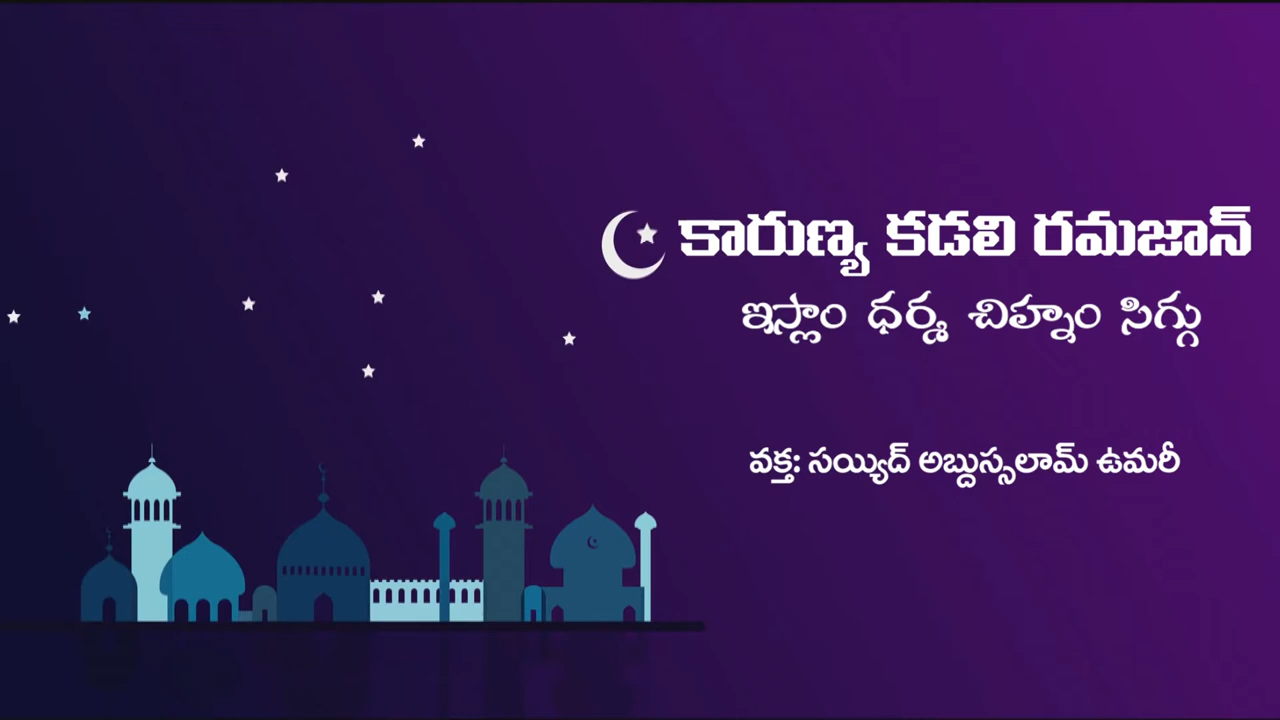 కారుణ్య కడలి రమజాన్
ఇస్లాం ధర్మ చిహ్నం సిగ్గు
వక్త: సయ్యిద్ అబ్దుస్సలామ్ ఉమరీ